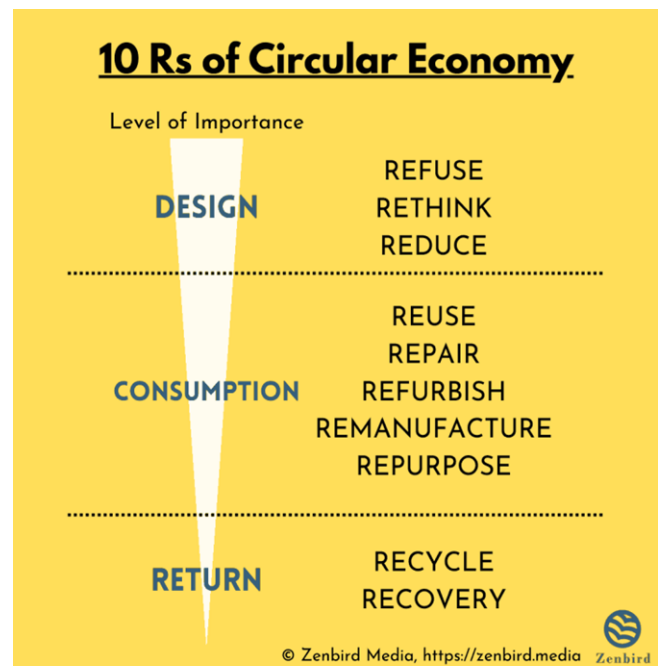 10 Rs of Circular Economy
Level of Importance
DESIGN
REFUSE
RETHINK
REDUCE
CONSUMPTION
REUSE
REPAIR
REFURBISH
REMANUFACTURE
REPURPOSE
RETURN
RECYCLE
RECOVERY
© Zenbird Media, https://zenbird.media
Zenbird